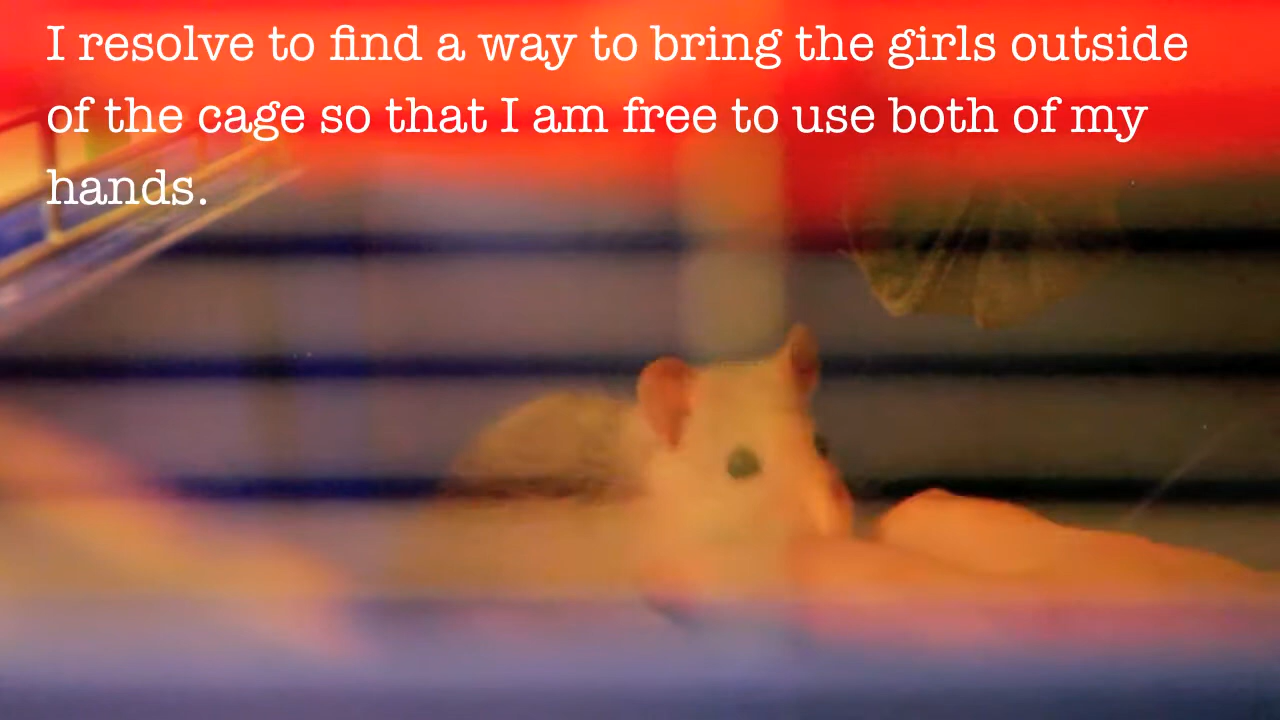 I resolve to find a way to bring the girls outside
of the cage so that I am free to use both of my
hands.